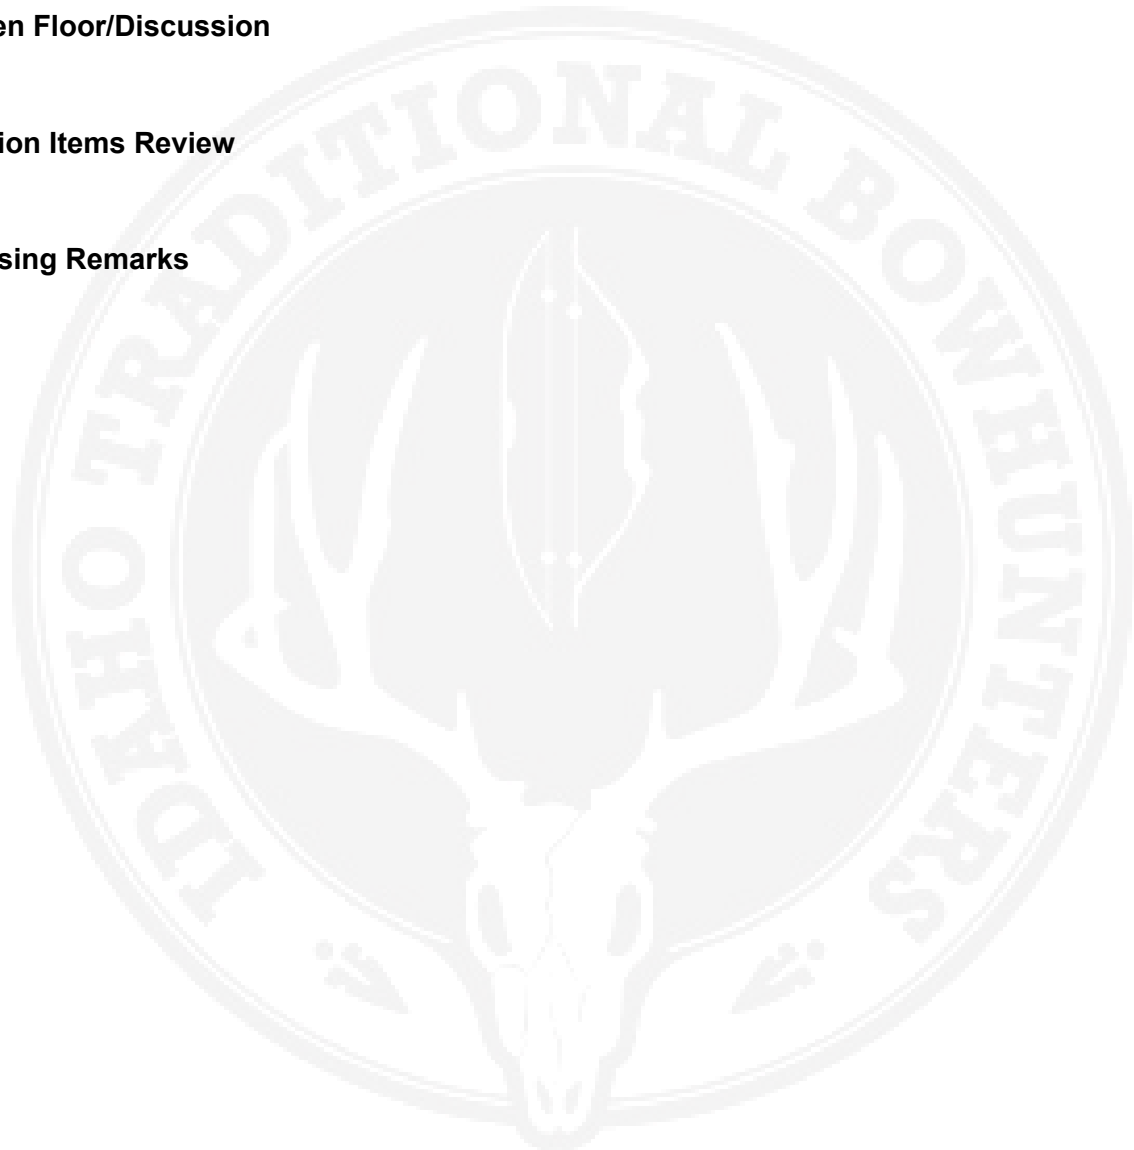 en Floor/Discussion
ion Items Review
sing Remarks
IDAHO TRADITIONAL BOWHUNTERS